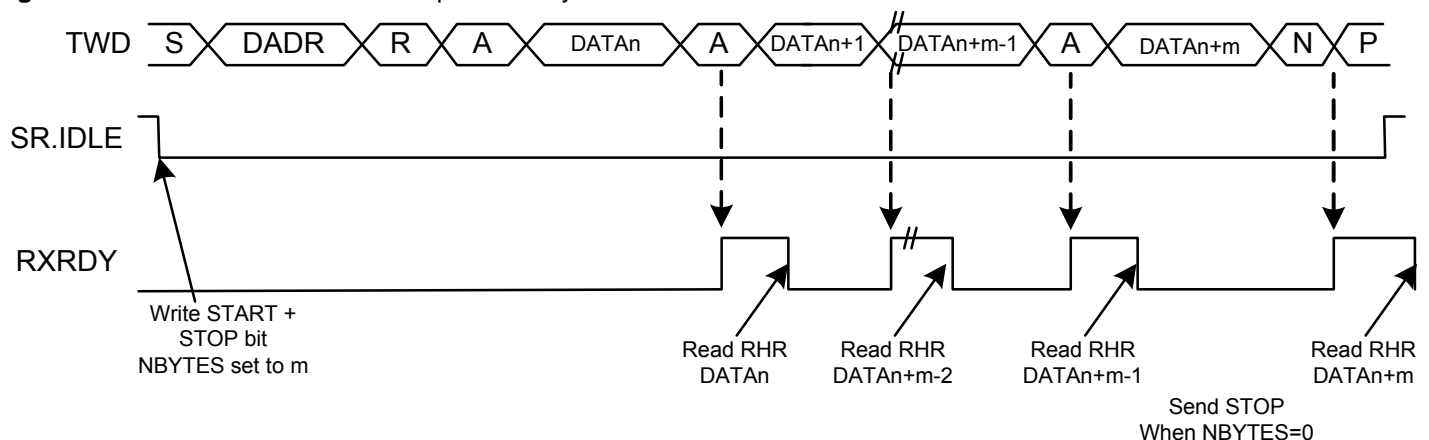 TWD S DADR R A DATAn A DATAn+1 DATAn+m-1 A DATAn+m N P
SR.IDLE
RXRDY
Write START +
STOP bit
NBYTES set to m
Read RHR
DATAn
Read RHR
DATAn+m-2
Read RHR
DATAn+m-1
Read RHR
DATAn+m
Send STOP
When NBYTES=0